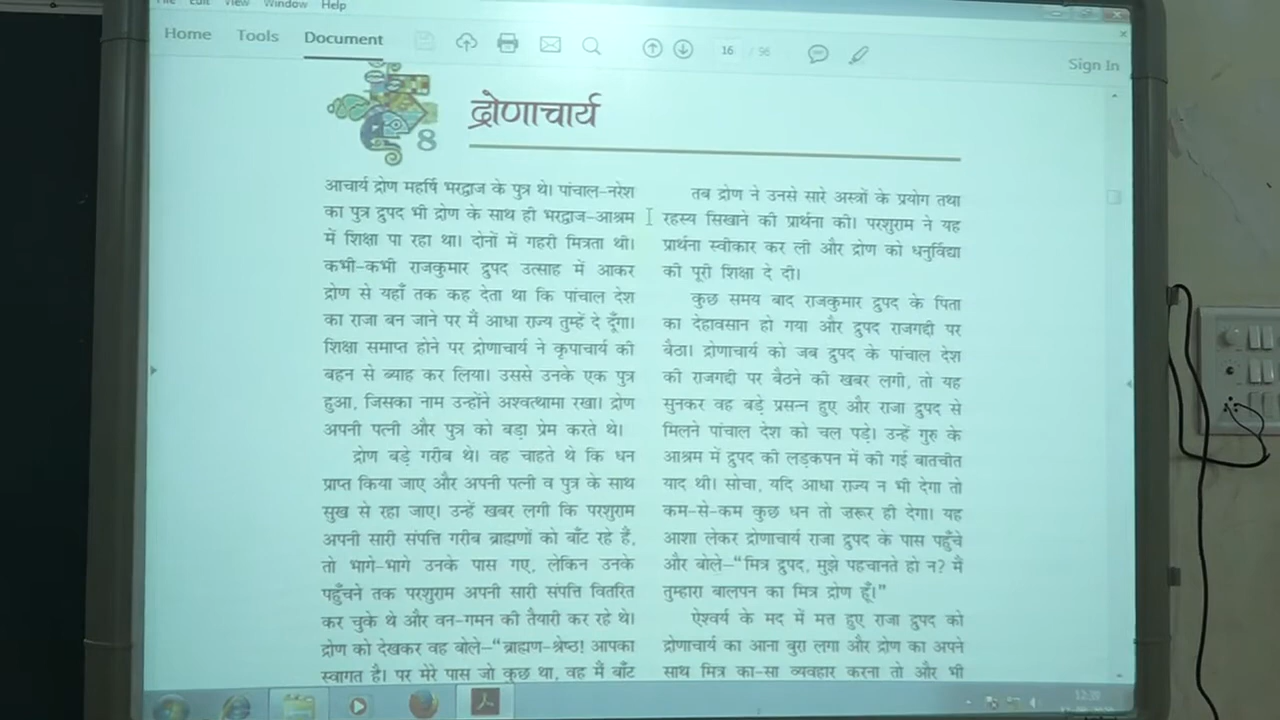 File Edit View Window Help
Home Tools Document
16 / 56
Sign In
8
द्रोणाचार्य
आचार्य द्रोण महर्षि भरद्वाज के पुत्र थे। पांचाल-नरेश
का पुत्र द्रुपद भी द्रोण के साथ ही भरद्वाज-आश्रम
में शिक्षा पा रहा था। दोनों में गहरी मित्रता थी।
कभी-कभी राजकुमार द्रुपद उत्साह में आकर
द्रोण से यहाँ तक कह देता था कि पांचाल देश
का राजा बन जाने पर मैं आधा राज्य तुम्हें दे दूँगा।
शिक्षा समाप्त होने पर द्रोणाचार्य ने कृपाचार्य की
बहन से ब्याह कर लिया। उससे उनके एक पुत्र
हुआ, जिसका नाम उन्होंने अश्वत्थामा रखा। द्रोण
अपनी पत्नी और पुत्र को बड़ा प्रेम करते थे।
द्रोण बड़े गरीब थे। वह चाहते थे कि धन
प्राप्त किया जाए और अपनी पत्नी व पुत्र के साथ
सुख से रहा जाए। उन्हें खबर लगी कि परशुराम
अपनी सारी संपत्ति गरीब ब्राह्मणों को बाँट रहे हैं,
तो भागे-भागे उनके पास गए, लेकिन उनके
पहुँचने तक परशुराम अपनी सारी संपत्ति वितरित
कर चुके थे और वन-गमन की तैयारी कर रहे थे।
द्रोण को देखकर वह बोले–“ब्राह्मण-श्रेष्ठ! आपका
स्वागत है। पर मेरे पास जो कुछ था, वह मैं बाँट
तब द्रोण ने उनसे सारे अस्त्रों के प्रयोग तथा
रहस्य सिखाने की प्रार्थना की। परशुराम ने यह
प्रार्थना स्वीकार कर ली और द्रोण को धनुर्विद्या
की पूरी शिक्षा दे दी।
कुछ समय बाद राजकुमार द्रुपद के पिता
का देहावसान हो गया और द्रुपद राजगद्दी पर
बैठा। द्रोणाचार्य को जब द्रुपद के पांचाल देश
की राजगद्दी पर बैठने की खबर लगी, तो यह
सुनकर वह बड़े प्रसन्न हुए और राजा द्रुपद से
मिलने पांचाल देश को चल पड़े। उन्हें गुरु के
आश्रम में द्रुपद की लड़कपन में की गई बातचीत
याद थी। सोचा, यदि आधा राज्य न भी देगा तो
कम-से-कम कुछ धन तो ज़रूर ही देगा। यह
आशा लेकर द्रोणाचार्य राजा द्रुपद के पास पहुँचे
और बोले–“मित्र द्रुपद, मुझे पहचानते हो न? मैं
तुम्हारा बालपन का मित्र द्रोण हूँ।”
ऐश्वर्य के मद में मत्त हुए राजा द्रुपद को
द्रोणाचार्य का आना बुरा लगा और द्रोण का अपने
साथ मित्र का-सा व्यवहार करना तो और भी